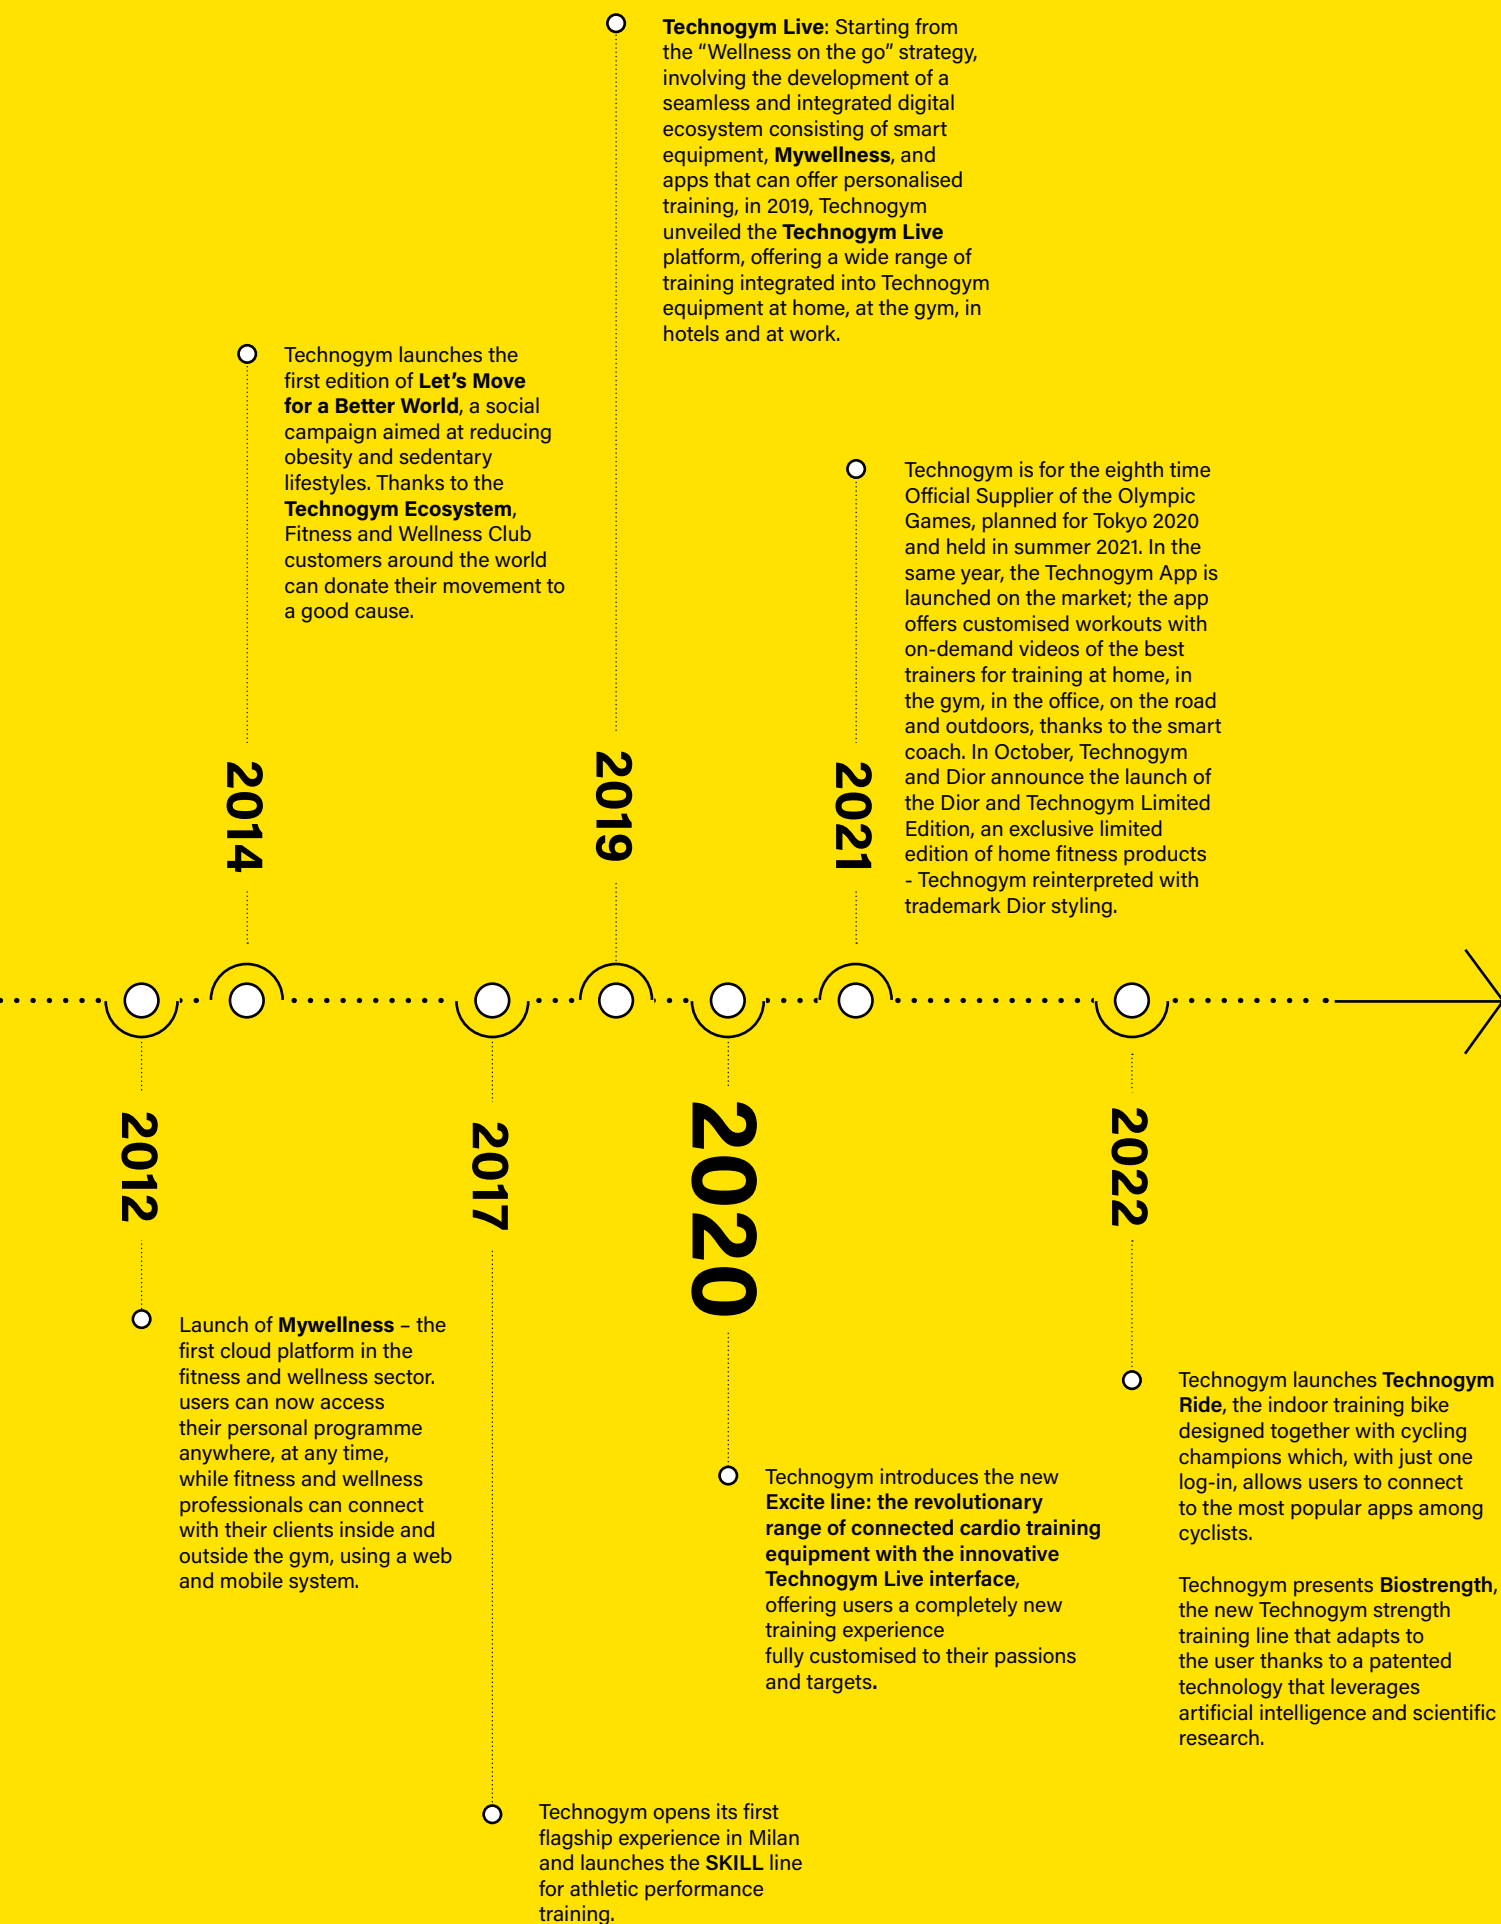 Technogym Live: Starting from
the “Wellness on the go” strategy,
involving the development of a
seamless and integrated digital
ecosystem consisting of smart
equipment, Mywellness, and
apps that can offer personalised
training, in 2019, Technogym
unveiled the Technogym Live
platform, offering a wide range of
training integrated into Technogym
equipment at home, at the gym, in
hotels and at work.
Technogym launches the
first edition of Let’s Move
for a Better World, a social
campaign aimed at reducing
obesity and sedentary
lifestyles. Thanks to the
Technogym Ecosystem,
Fitness and Wellness Club
customers around the world
can donate their movement to
a good cause.
Technogym is for the eighth time
Official Supplier of the Olympic
Games, planned for Tokyo 2020
and held in summer 2021. In the
same year, the Technogym App is
launched on the market; the app
offers customised workouts with
on-demand videos of the best
trainers for training at home, in
the gym, in the office, on the road
and outdoors, thanks to the smart
coach. In October, Technogym
and Dior announce the launch of
the Dior and Technogym Limited
Edition, an exclusive limited
edition of home fitness products
- Technogym reinterpreted with
trademark Dior styling.
2014
2019
2021
2012
2017
2020
2022
Launch of Mywellness – the
first cloud platform in the
fitness and wellness sector.
users can now access
their personal programme
anywhere, at any time,
while fitness and wellness
professionals can connect
with their clients inside and
outside the gym, using a web
and mobile system.
Technogym introduces the new
Excite line: the revolutionary
range of connected cardio training
equipment with the innovative
Technogym Live interface,
offering users a completely new
training experience
fully customised to their passions
and targets.
Technogym launches Technogym
Ride, the indoor training bike
designed together with cycling
champions which, with just one
log-in, allows users to connect
to the most popular apps among
cyclists.
Technogym presents Biostrength,
the new Technogym strength
training line that adapts to
the user thanks to a patented
technology that leverages
artificial intelligence and scientific
research.
Technogym opens its first
flagship experience in Milan
and launches the SKILL line
for athletic performance
training.